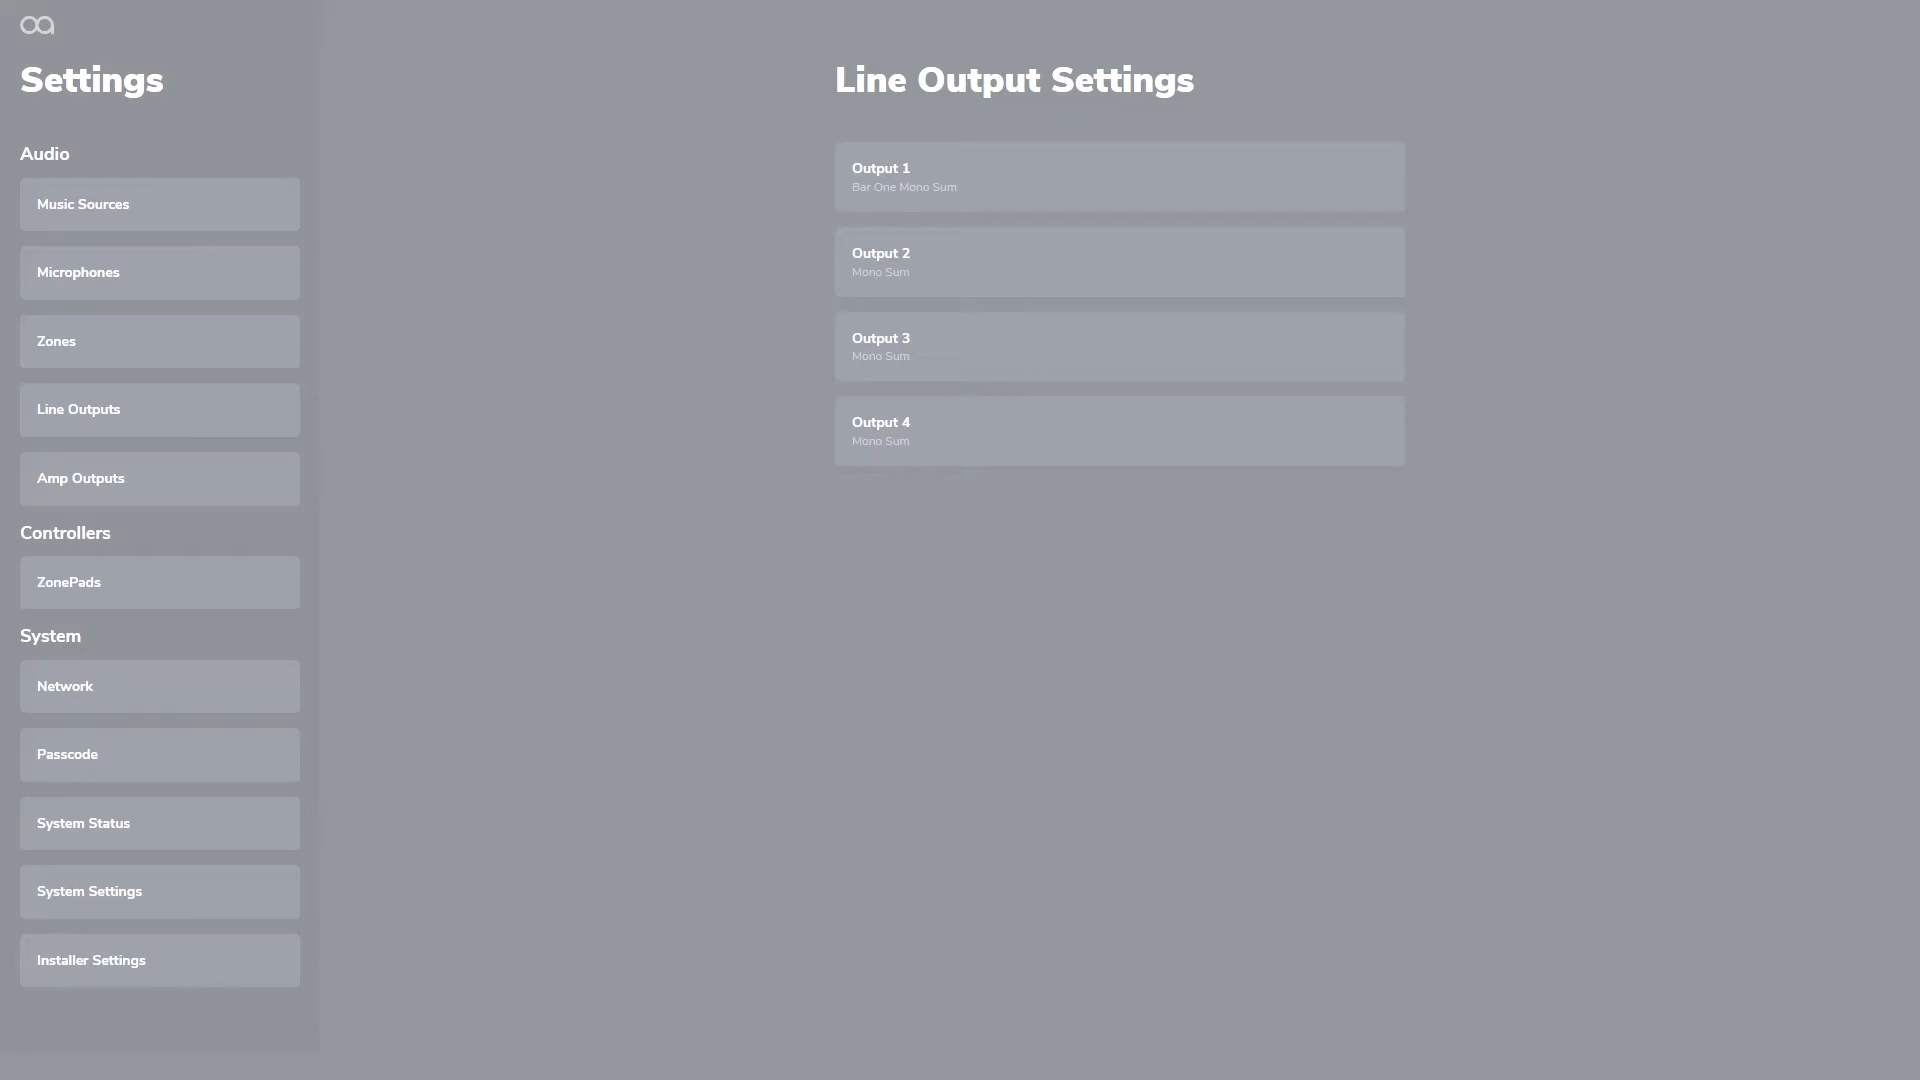 Settings
Audio
Music Sources
Microphones
Zones
Line Outputs
Amp Outputs
Controllers
ZonePads
System
Network
Passcode
System Status
System Settings
Installer Settings
Line Output Settings
Output 1
Bar One Mono Sum
Output 2
Mono Sum
Output 3
Mono Sum
Output 4
Mono Sum